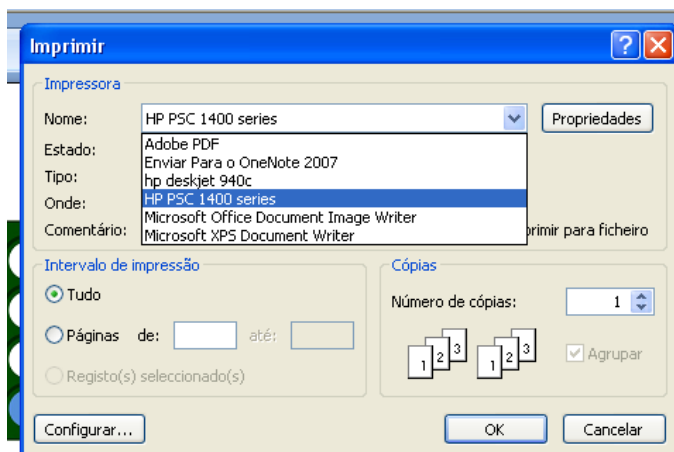 Imprimir
Impressora
Nome: HP PSC 1400 series Propriedades
Adobe PDF
Estado:
Enviar Para o OneNote 2007
Tipo:
hp deskjet 940c
Onde:
HP PSC 1400 series
Microsoft Office Document Image Writer
Comentário: primir para ficheiro
Microsoft XPS Document Writer
Intervalo de impressão
Tudo
Páginas de: até:
Registo(s) seleccionado(s)
Cópias
Número de cópias: 1
1 2 3 1 2 3
Agrupar
Configurar... OK Cancelar